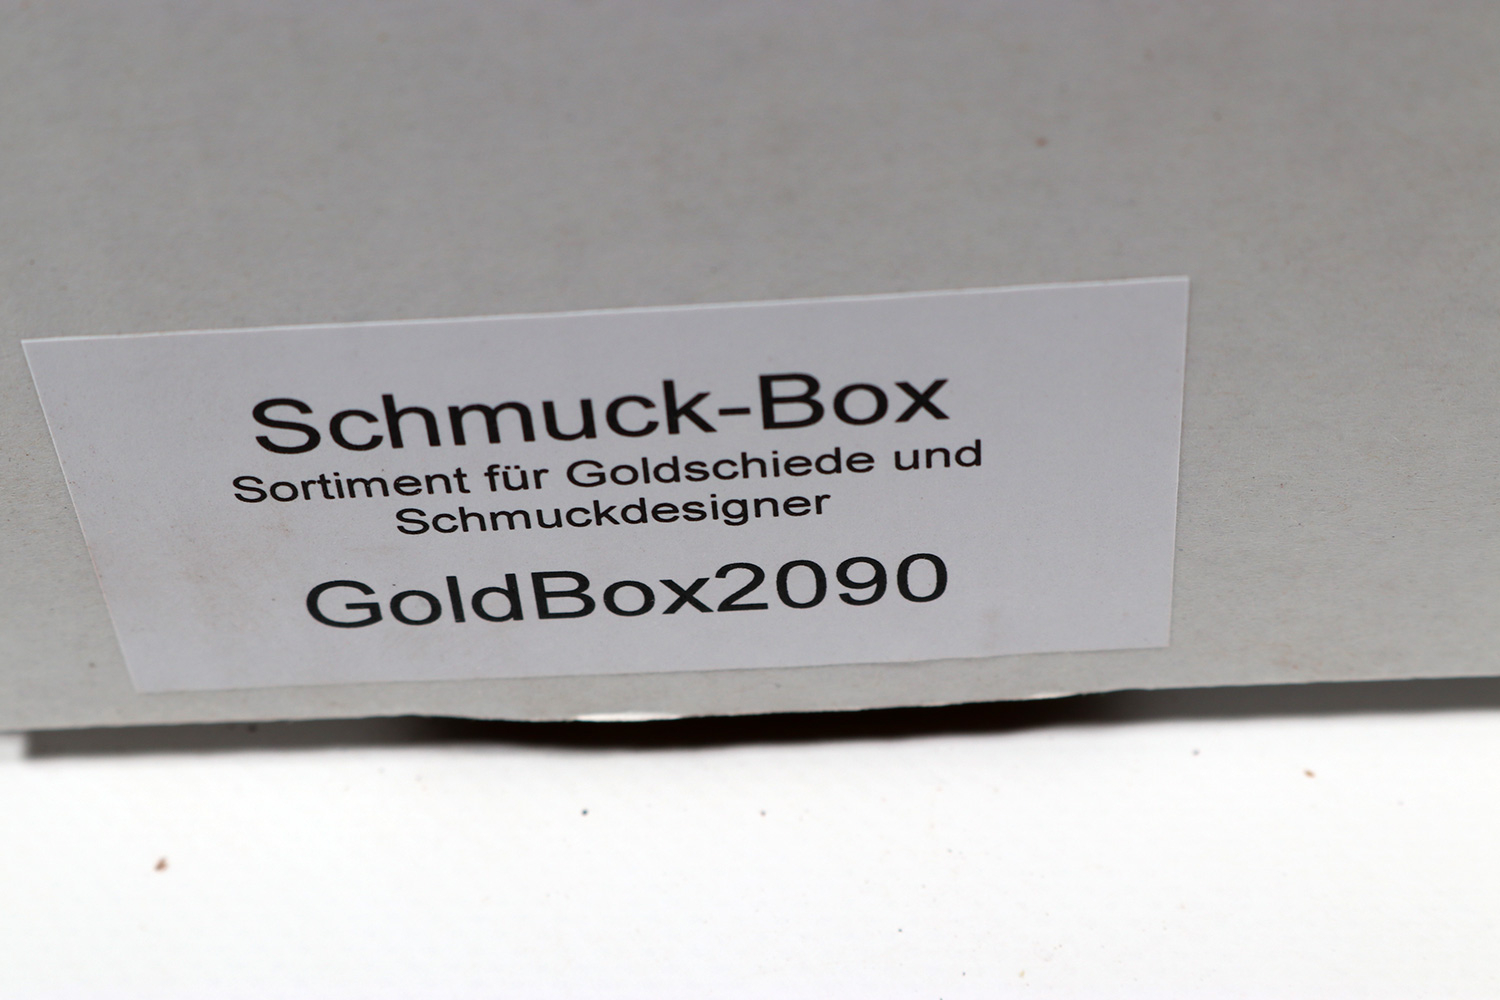 Schmuck-Box
Sortiment für Goldschiede und
Schmuckdesigner
GoldBox2090